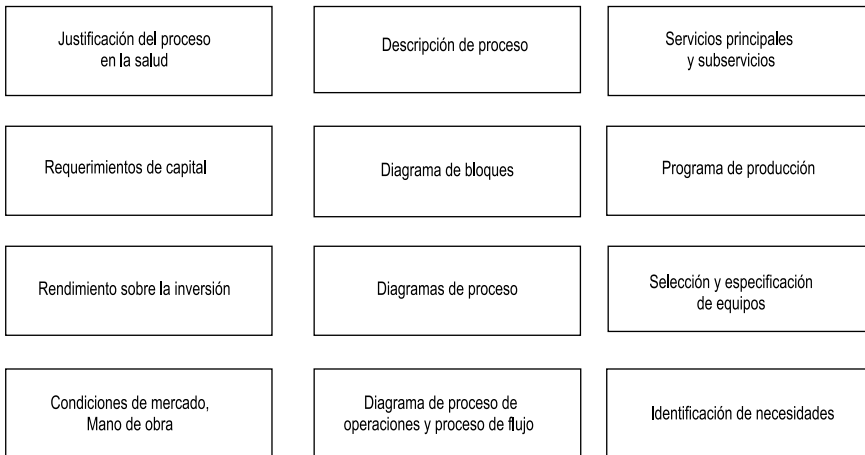 Justificación del proceso
en la salud
Descripción de proceso
Servicios principales
y subservicios
Requerimientos de capital
Diagrama de bloques
Programa de producción
Rendimiento sobre la inversión
Diagramas de proceso
Selección y especificación
de equipos
Condiciones de mercado,
Mano de obra
Diagrama de proceso de
operaciones y proceso de flujo
Identificación de necesidades